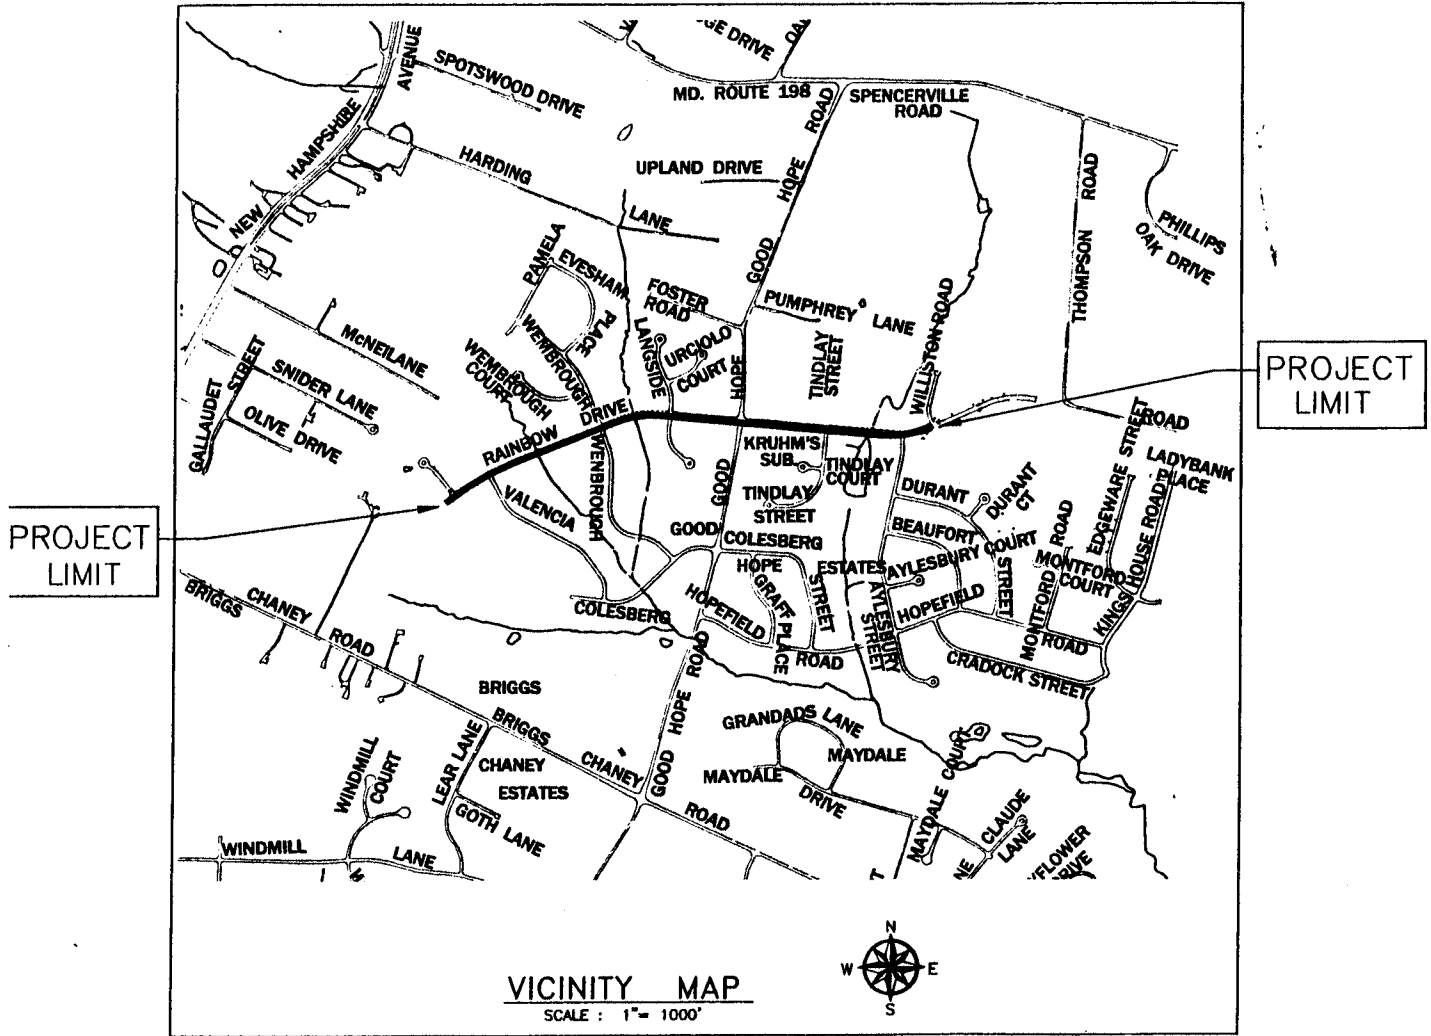 AVENUE
SPOTSWOOD DRIVE
DRIVE
MD. ROUTE 198
SPENCERVILLE
ROAD
NEW HAMPSHIRE
HARDING
LANE
UPLAND DRIVE
GOOD HOPE ROAD
THOMPSON ROAD
PHILLIPS
OAK DRIVE
PAMELA
EVESHAM
PLACE
FOSTER
ROAD
PUMPHREY LANE
WILLISTON ROAD
McNEILANE
GALLAUDET STREET
SNIDER LANE
OLIVE DRIVE
WEMBROUGH
COURT
WEMBROUGH
LANGSIDE
URCIOLO
COURT
HOPE
TINDLAY
STREET
PROJECT
LIMIT
RAINBOW DRIVE
WENBROUGH
KRUHM'S
SUB.
TINDLAY
COURT
TINDLAY
STREET
GOOD
ROAD
EDGEWARE STREET
LADYBANK
PLACE
VALENCIA
DURANT
DURANT
CT
BEAUFORT
STREET
PROJECT
LIMIT
GOOD
HOPE
ESTATES
COLESBERG
STREET
AYLESBURY COURT
AYLESBURY
STREET
MONTFORD ROAD
MONTFORD
COURT
KINGS HOUSE ROAD
COLESBERG
HOPEFIELD
ROAD
GRAFF PLACE
HOPEFIELD
ROAD
CRADOCK STREET
BRIGGS CHANEY ROAD
BRIGGS
CHANEY
ESTATES
BRIGGS CHANEY ROAD
GOOD HOPE ROAD
GRANDADS LANE
MAYDALE
MAYDALE
DRIVE
MAYDALE COURT
CLAUDE
LANE
WINDMILL
COURT
LEAR LANE
GOTH LANE
WINDMILL LANE
N
W E
S
VICINITY MAP
SCALE : 1"= 1000'